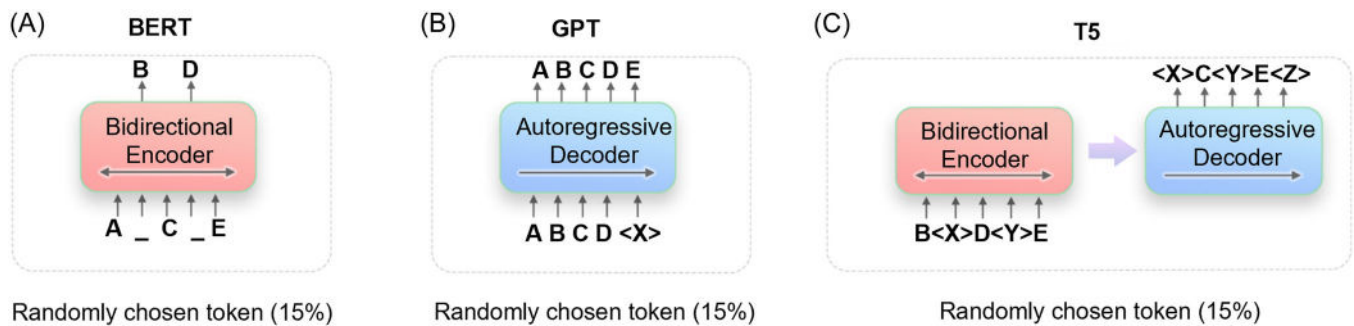 (A) BERT
B D
Bidirectional
Encoder
A _ C _ E
Randomly chosen token (15%)
(B) GPT
A B C D E
Autoregressive
Decoder
A B C D <X>
Randomly chosen token (15%)
(C) T5
<X>C<Y>E<Z>
Bidirectional
Encoder
Autoregressive
Decoder
B<X>D<Y>E
Randomly chosen token (15%)